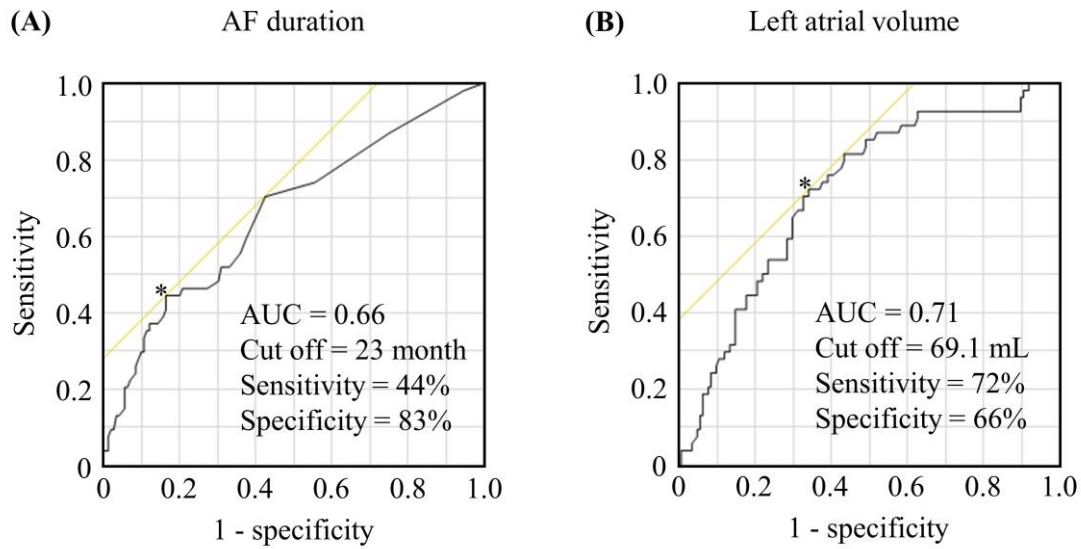 (A)
AF duration
Sensitivity
1.0
0.8
0.6
0.4
0.2
0
*
AUC = 0.66
Cut off = 23 month
Sensitivity = 44%
Specificity = 83%
0 0.2 0.4 0.6 0.8 1.0
1 - specificity
(B)
Left atrial volume
Sensitivity
1.0
0.8
0.6
0.4
0.2
0
*
AUC = 0.71
Cut off = 69.1 mL
Sensitivity = 72%
Specificity = 66%
0 0.2 0.4 0.6 0.8 1.0
1 - specificity